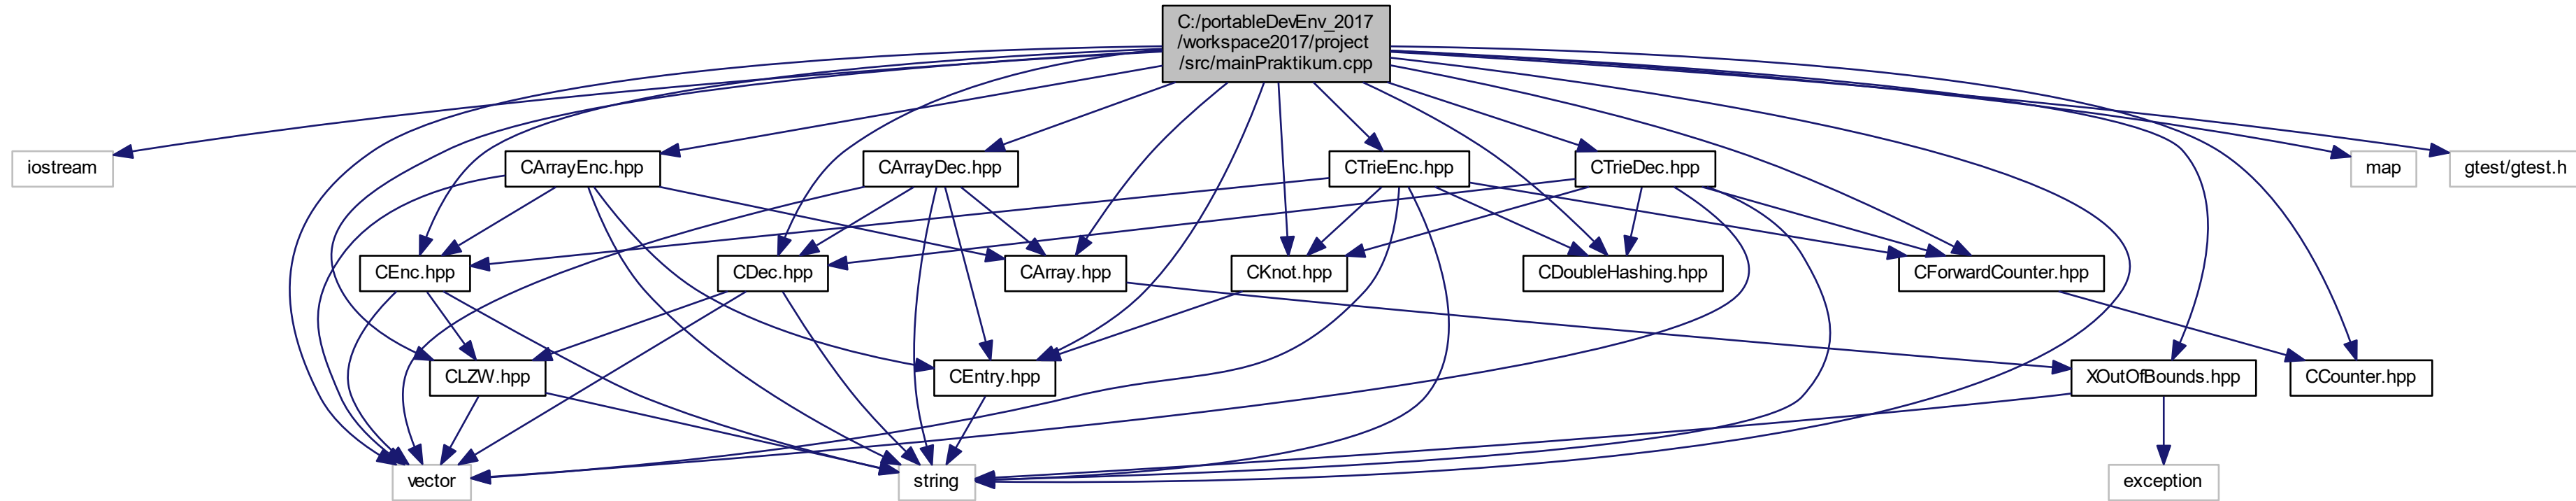 C:/portableDevEnv_2017
/workspace2017/project
/src/mainPraktikum.cpp
iostream
CArrayEnc.hpp
CArrayDec.hpp
CTrieEnc.hpp
CTrieDec.hpp
map
gtest/gtest.h
CEnc.hpp
CDec.hpp
CArray.hpp
CKnot.hpp
CDoubleHashing.hpp
CForwardCounter.hpp
CLZW.hpp
CEntry.hpp
XOutOfBounds.hpp
CCounter.hpp
vector
string
exception